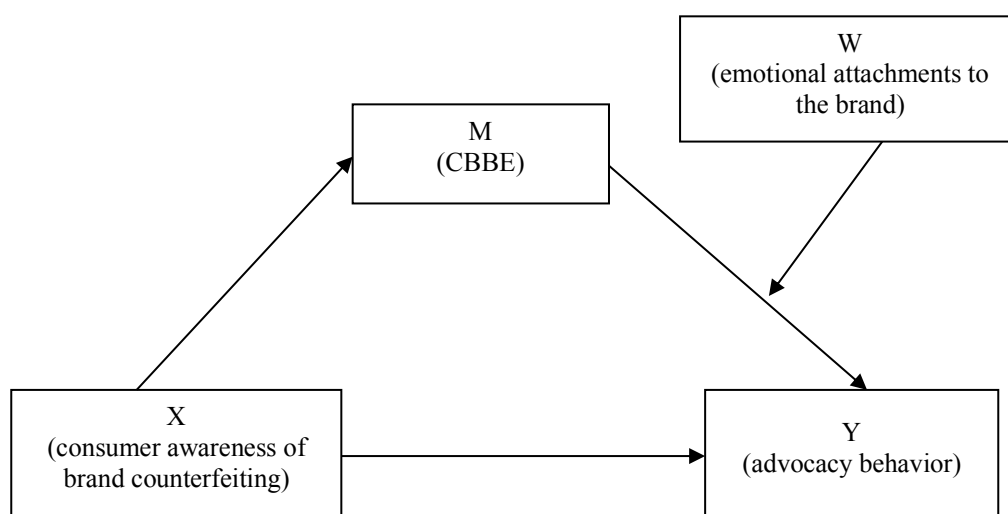 W
(emotional attachments to
the brand)
M
(CBBE)
X
(consumer awareness of
brand counterfeiting)
Y
(advocacy behavior)